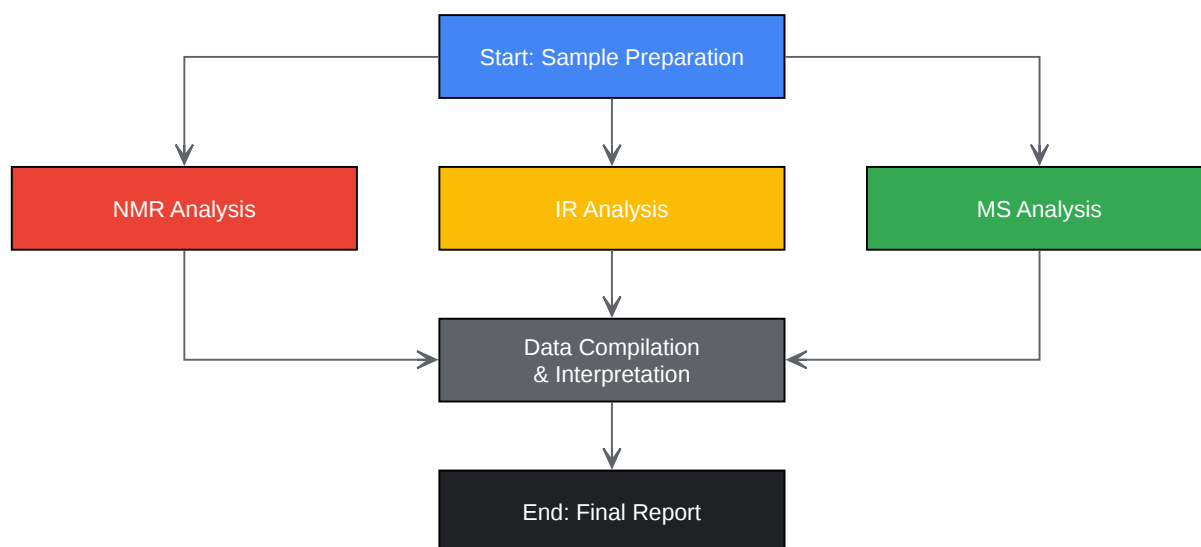 Start: Sample Preparation
NMR Analysis
IR Analysis
MS Analysis
Data Compilation
& Interpretation
End: Final Report